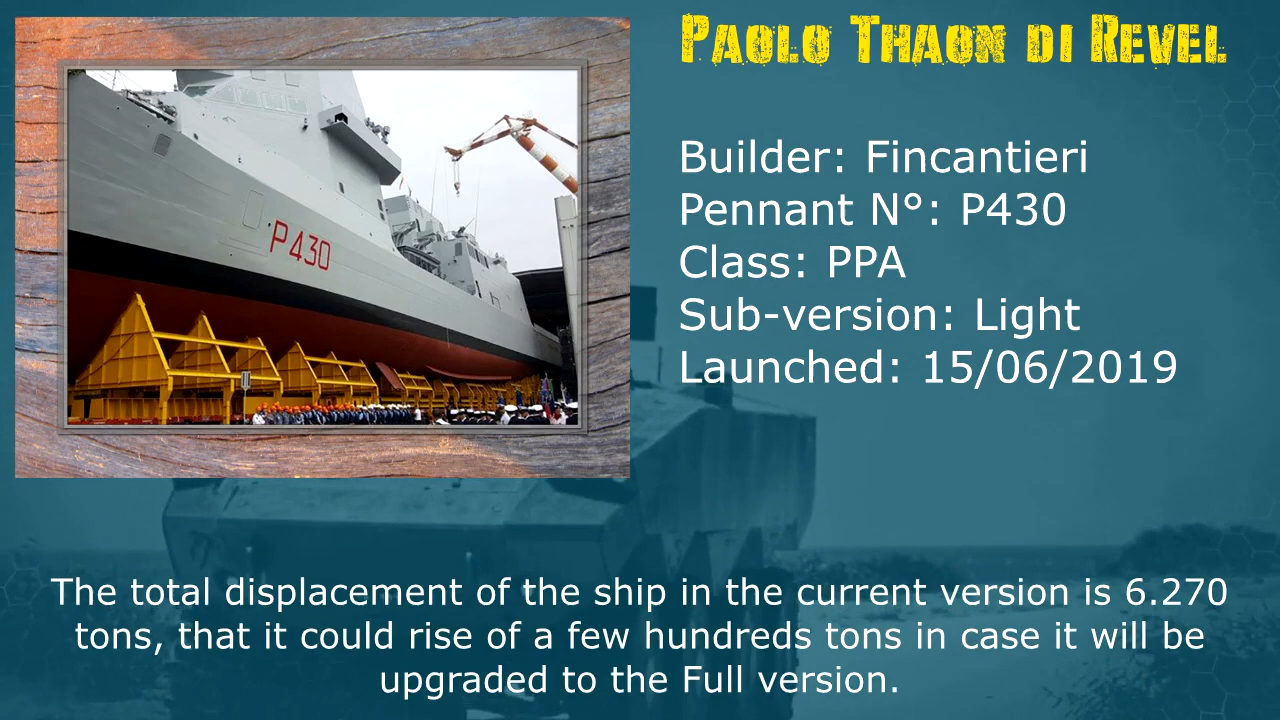 Paolo Thaon di Revel
P430
Builder: Fincantieri
Pennant N°: P430
Class: PPA
Sub-version: Light
Launched: 15/06/2019
The total displacement of the ship in the current version is 6.270
tons, that it could rise of a few hundreds tons in case it will be
upgraded to the Full version.